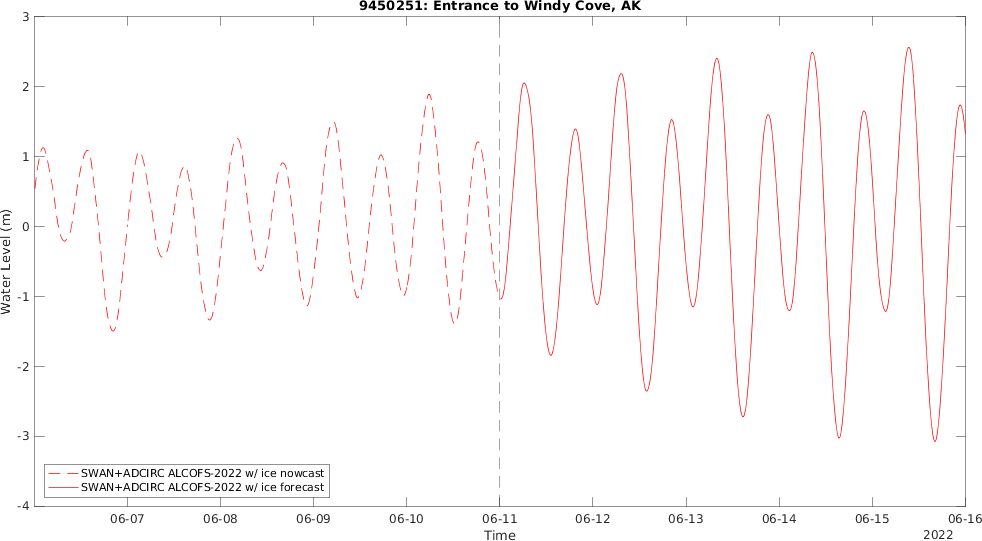 9450251: Entrance to Windy Cove, AK
3
2
1
0
-1
-2
-3
-4
Water Level (m)
SWAN+ADCIRC ALCOFS-2022 w/ ice nowcast
SWAN+ADCIRC ALCOFS-2022 w/ ice forecast
06-07 06-08 06-09 06-10 06-11 06-12 06-13 06-14 06-15 06-16
Time
2022